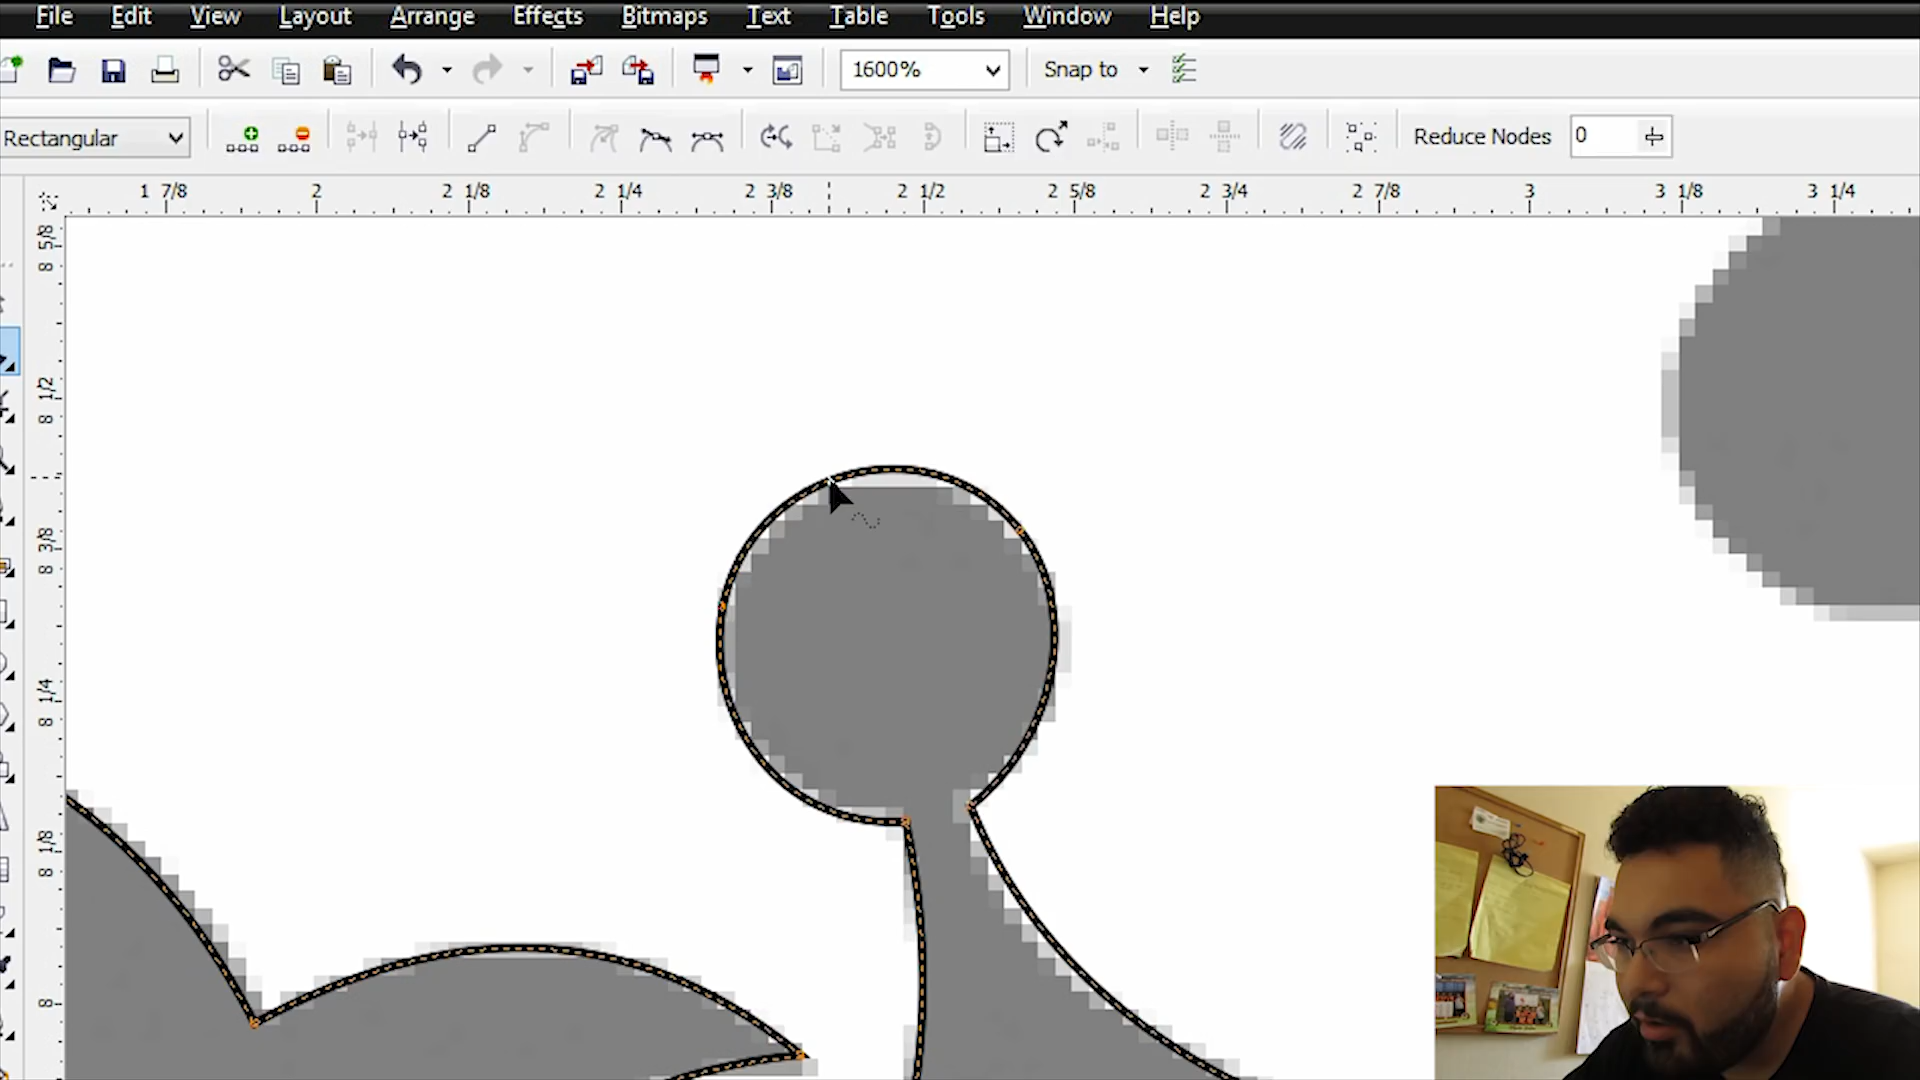 File Edit View Layout Arrange Effects Bitmaps Text Table Tools Window Help
1600% Snap to
Rectangular Reduce Nodes 0
1 7/8 2 2 1/8 2 1/4 2 3/8 2 1/2 2 5/8 2 3/4 2 7/8 3 3 1/8 3 1/4
8 5/8
8 1/2
8 3/8
8 1/4
8 1/8
8